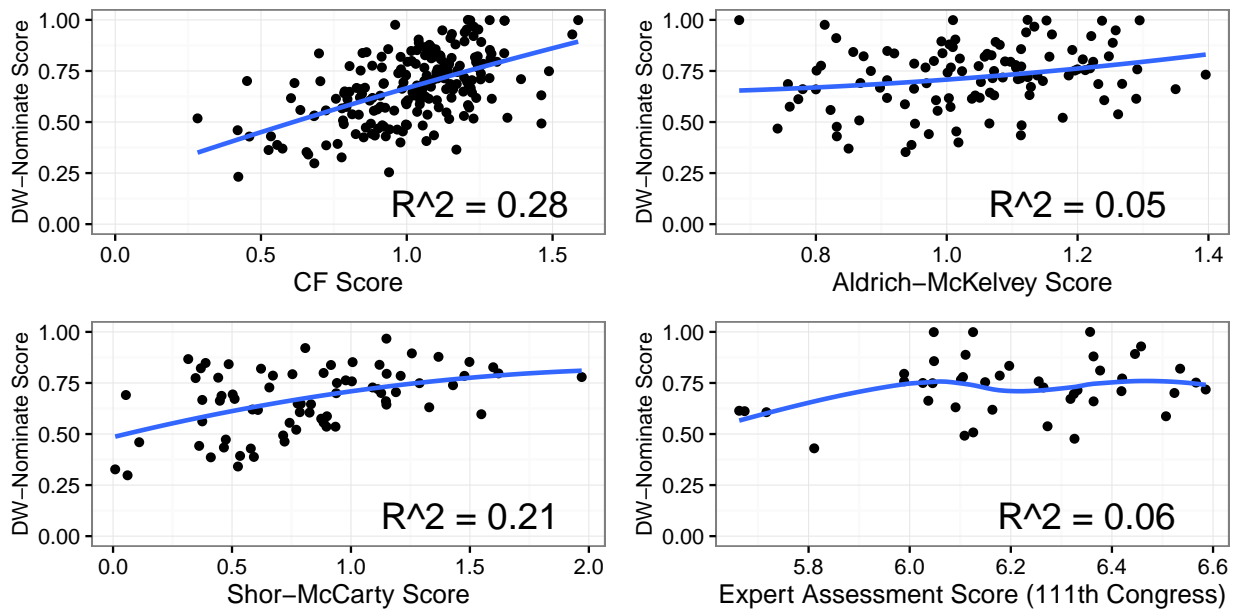 DW−Nominate Score
1.00
0.75
0.50
0.25
0.00
R^2 = 0.28
0.0 0.5 1.0 1.5
CF Score
DW−Nominate Score
1.00
0.75
0.50
0.25
0.00
R^2 = 0.05
0.8 1.0 1.2 1.4
Aldrich−McKelvey Score
DW−Nominate Score
1.00
0.75
0.50
0.25
0.00
R^2 = 0.21
0.0 0.5 1.0 1.5 2.0
Shor−McCarty Score
DW−Nominate Score
1.00
0.75
0.50
0.25
0.00
R^2 = 0.06
5.8 6.0 6.2 6.4 6.6
Expert Assessment Score (111th Congress)